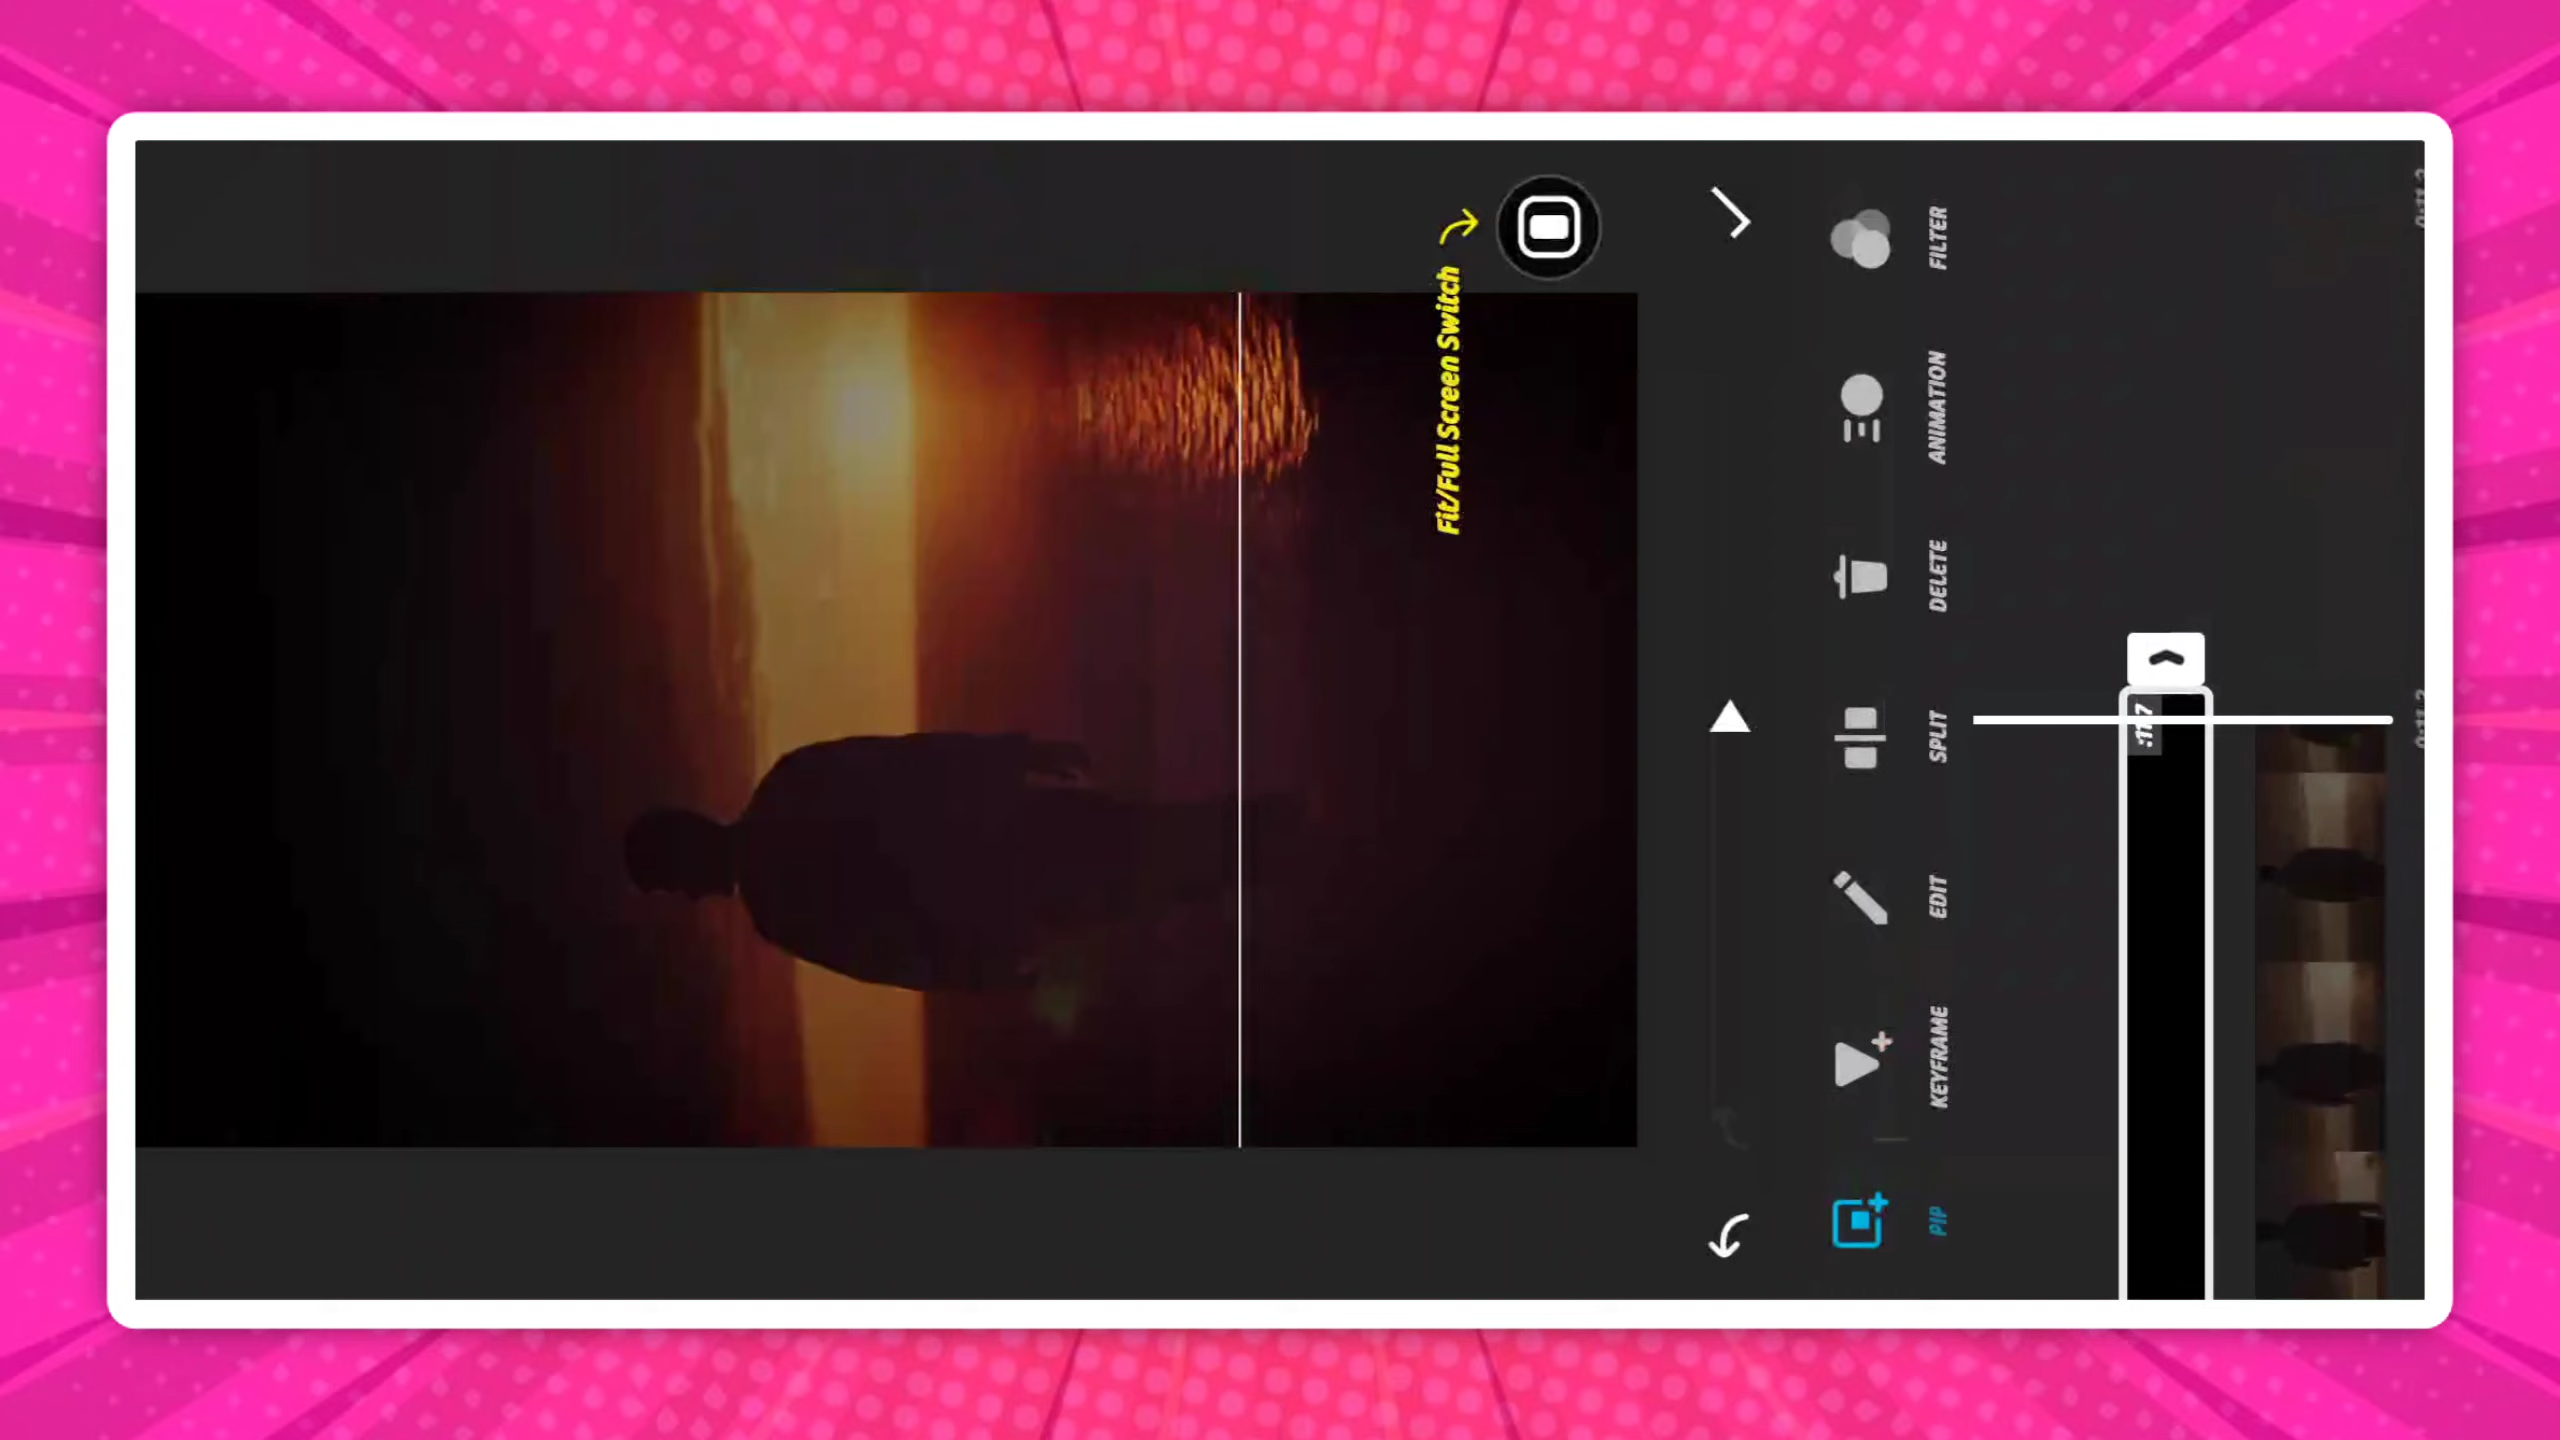 Fit/Full Screen Switch
PIP
KEYFRAME
EDIT
SPLIT
DELETE
ANIMATION
FILTER